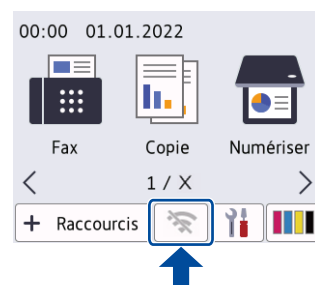 00:00 01.01.2022
Fax Copie Numériser
< 1 / X >
+ Raccourcis